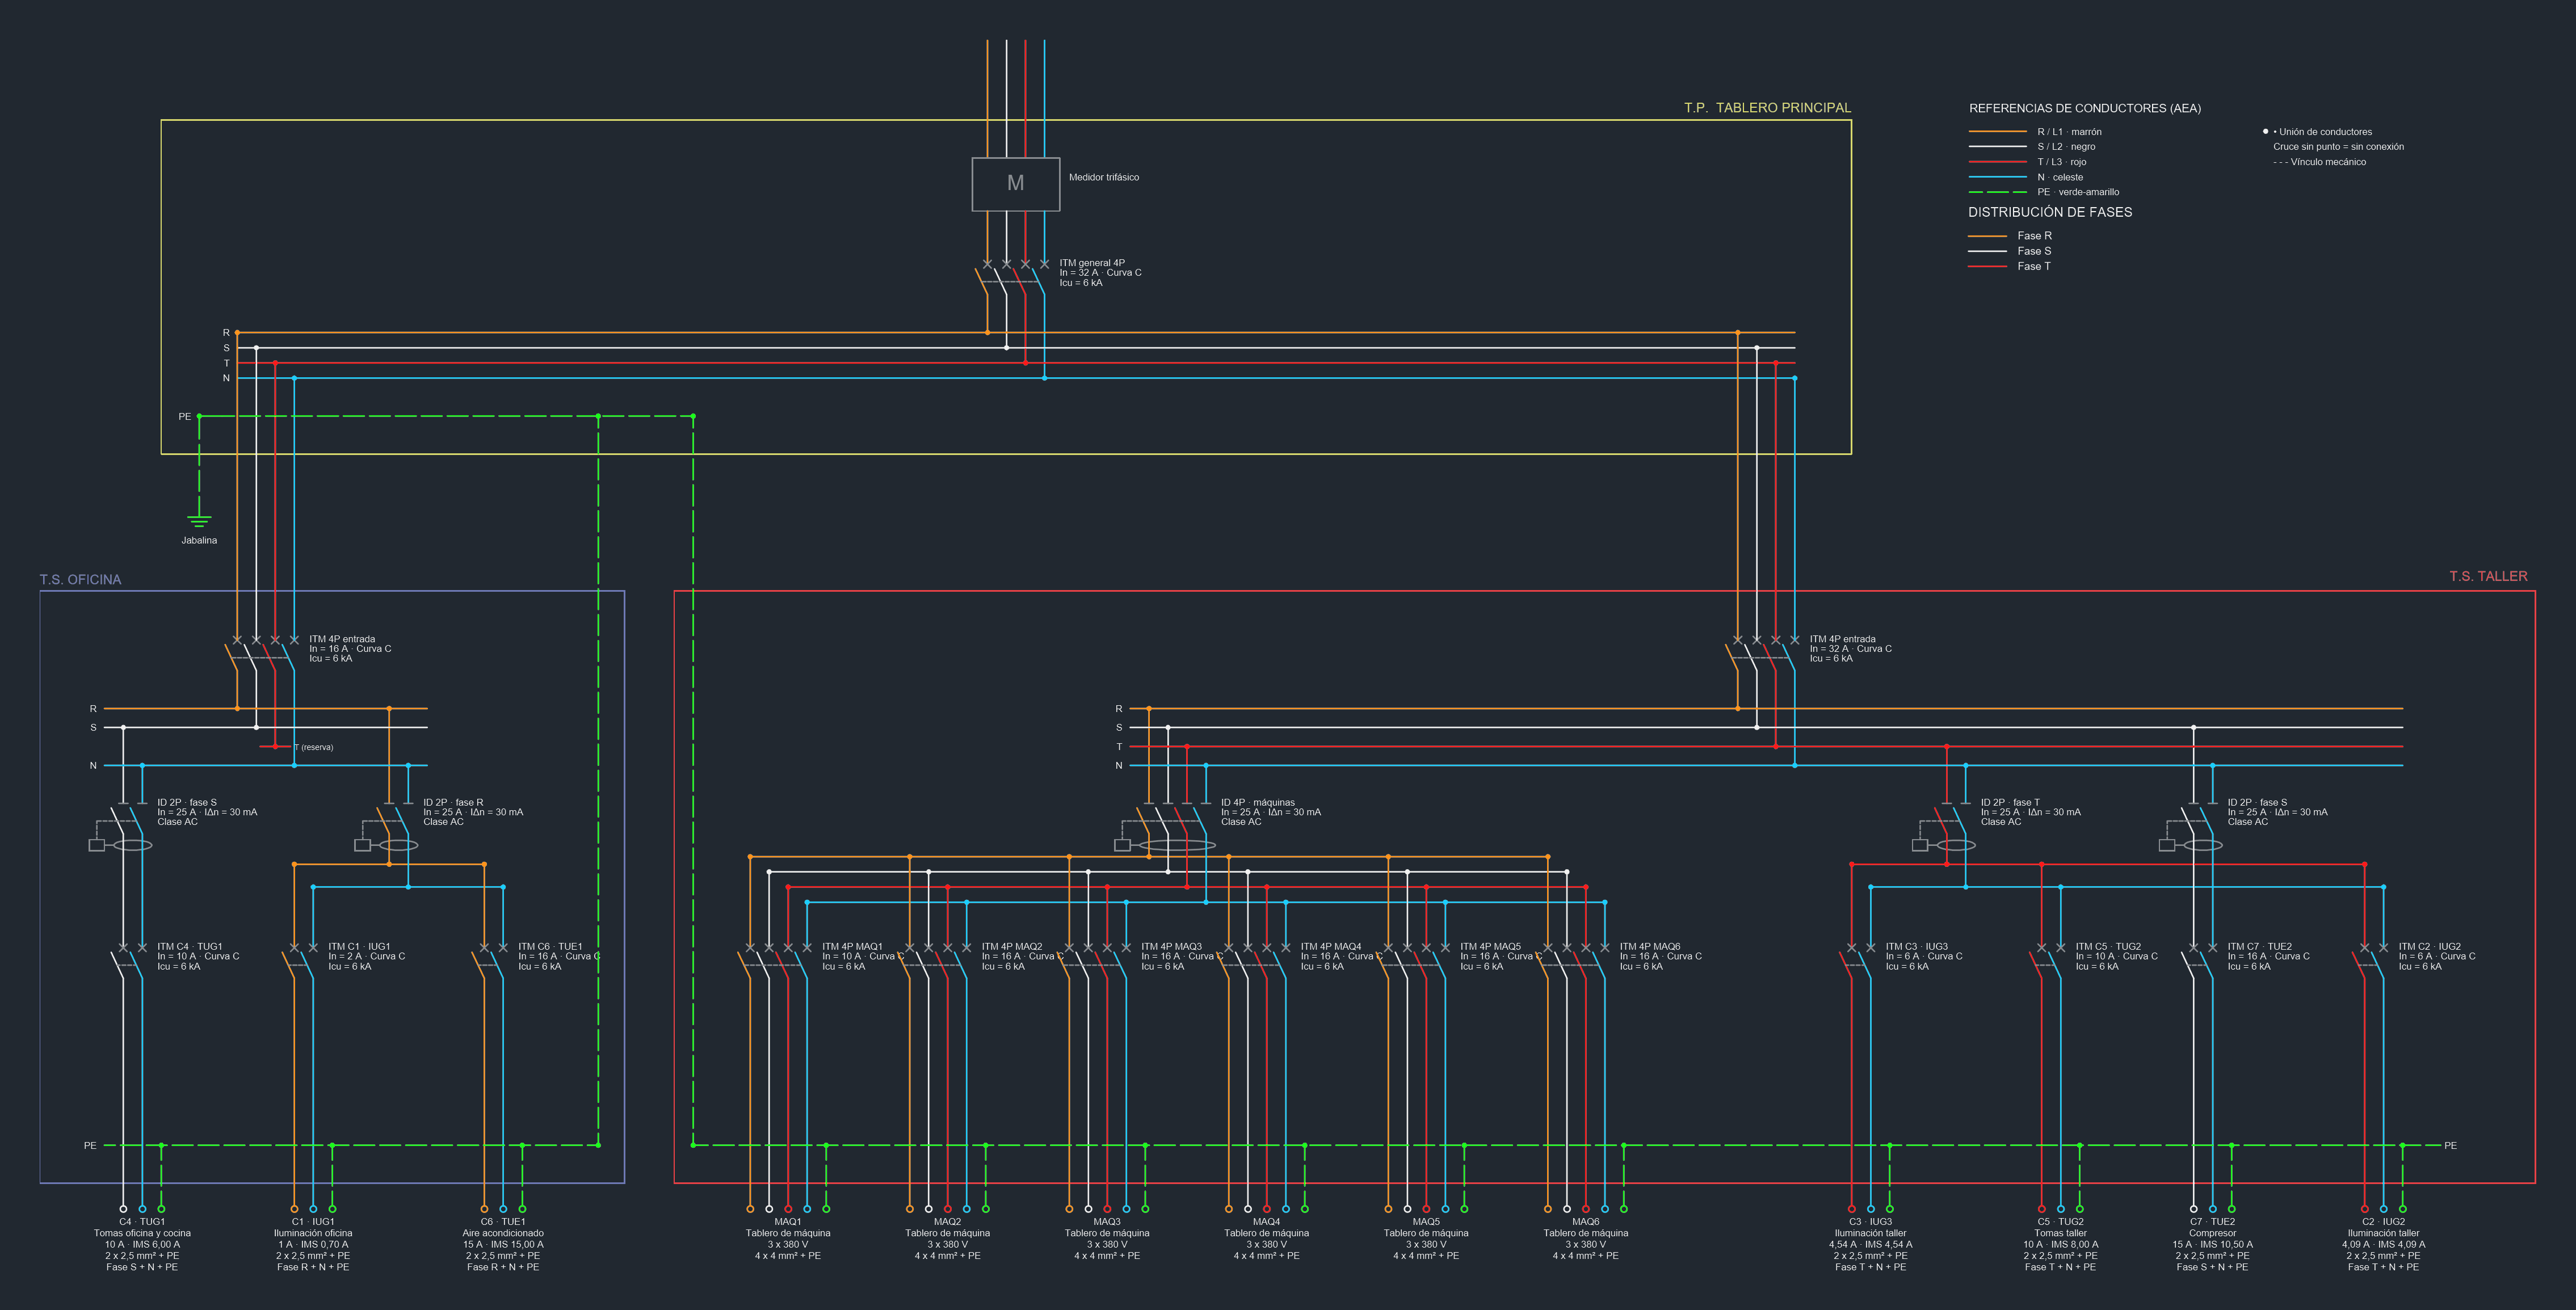 T.P. TABLERO PRINCIPAL
REFERENCIAS DE CONDUCTORES (AEA)
R / L1 · marrón
S / L2 · negro
T / L3 · rojo
N · celeste
PE · verde-amarillo
• Unión de conductores
Cruce sin punto = sin conexión
- - - Vínculo mecánico
DISTRIBUCIÓN DE FASES
Fase R
Fase S
Fase T
M
Medidor trifásico
ITM general 4P
In = 32 A · Curva C
Icu = 6 kA
R
S
T
N
PE
Jabalina
T.S. OFICINA
T.S. TALLER
ITM 4P entrada
In = 16 A · Curva C
Icu = 6 kA
R
S
T (reserva)
N
ID 2P · fase S
In = 25 A · IΔn = 30 mA
Clase AC
ID 2P · fase R
In = 25 A · IΔn = 30 mA
Clase AC
ITM C4 · TUG1
In = 10 A · Curva C
Icu = 6 kA
ITM C1 · IUG1
In = 2 A · Curva C
Icu = 6 kA
ITM C6 · TUE1
In = 16 A · Curva C
Icu = 6 kA
PE
C4 · TUG1
Tomas oficina y cocina
10 A · IMS 6,00 A
2 x 2,5 mm² + PE
Fase S + N + PE
C1 · IUG1
Iluminación oficina
1 A · IMS 0,70 A
2 x 2,5 mm² + PE
Fase R + N + PE
C6 · TUE1
Aire acondicionado
15 A · IMS 15,00 A
2 x 2,5 mm² + PE
Fase R + N + PE
ITM 4P entrada
In = 32 A · Curva C
Icu = 6 kA
R
S
T
N
ID 4P · máquinas
In = 25 A · IΔn = 30 mA
Clase AC
ID 2P · fase T
In = 25 A · IΔn = 30 mA
Clase AC
ID 2P · fase S
In = 25 A · IΔn = 30 mA
Clase AC
ITM 4P MAQ1
In = 10 A · Curva C
Icu = 6 kA
ITM 4P MAQ2
In = 16 A · Curva C
Icu = 6 kA
ITM 4P MAQ3
In = 16 A · Curva C
Icu = 6 kA
ITM 4P MAQ4
In = 16 A · Curva C
Icu = 6 kA
ITM 4P MAQ5
In = 16 A · Curva C
Icu = 6 kA
ITM 4P MAQ6
In = 16 A · Curva C
Icu = 6 kA
ITM C3 · IUG3
In = 6 A · Curva C
Icu = 6 kA
ITM C5 · TUG2
In = 10 A · Curva C
Icu = 6 kA
ITM C7 · TUE2
In = 16 A · Curva C
Icu = 6 kA
ITM C2 · IUG2
In = 6 A · Curva C
Icu = 6 kA
PE
MAQ1
Tablero de máquina
3 x 380 V
4 x 4 mm² + PE
MAQ2
Tablero de máquina
3 x 380 V
4 x 4 mm² + PE
MAQ3
Tablero de máquina
3 x 380 V
4 x 4 mm² + PE
MAQ4
Tablero de máquina
3 x 380 V
4 x 4 mm² + PE
MAQ5
Tablero de máquina
3 x 380 V
4 x 4 mm² + PE
MAQ6
Tablero de máquina
3 x 380 V
4 x 4 mm² + PE
C3 · IUG3
Iluminación taller
4,54 A · IMS 4,54 A
2 x 2,5 mm² + PE
Fase T + N + PE
C5 · TUG2
Tomas taller
10 A · IMS 8,00 A
2 x 2,5 mm² + PE
Fase T + N + PE
C7 · TUE2
Compresor
15 A · IMS 10,50 A
2 x 2,5 mm² + PE
Fase S + N + PE
C2 · IUG2
Iluminación taller
4,09 A · IMS 4,09 A
2 x 2,5 mm² + PE
Fase T + N + PE